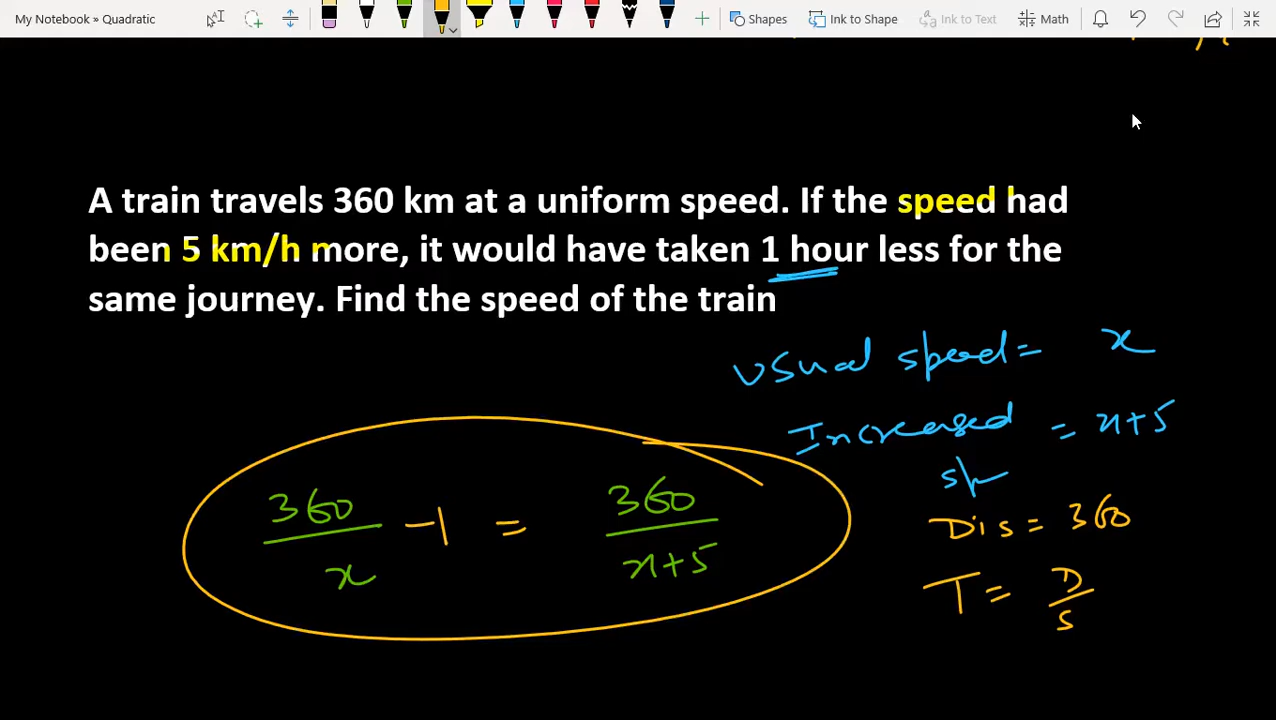 My Notebook » Quadratic
Shapes
Ink to Shape
Ink to Text
Math
A train travels 360 km at a uniform speed. If the speed had
been 5 km/h more, it would have taken 1 hour less for the
same journey. Find the speed of the train
usual speed = x
Increased = x+5
sp
Dis = 360
T = D/S
360/x - 1 = 360/x+5